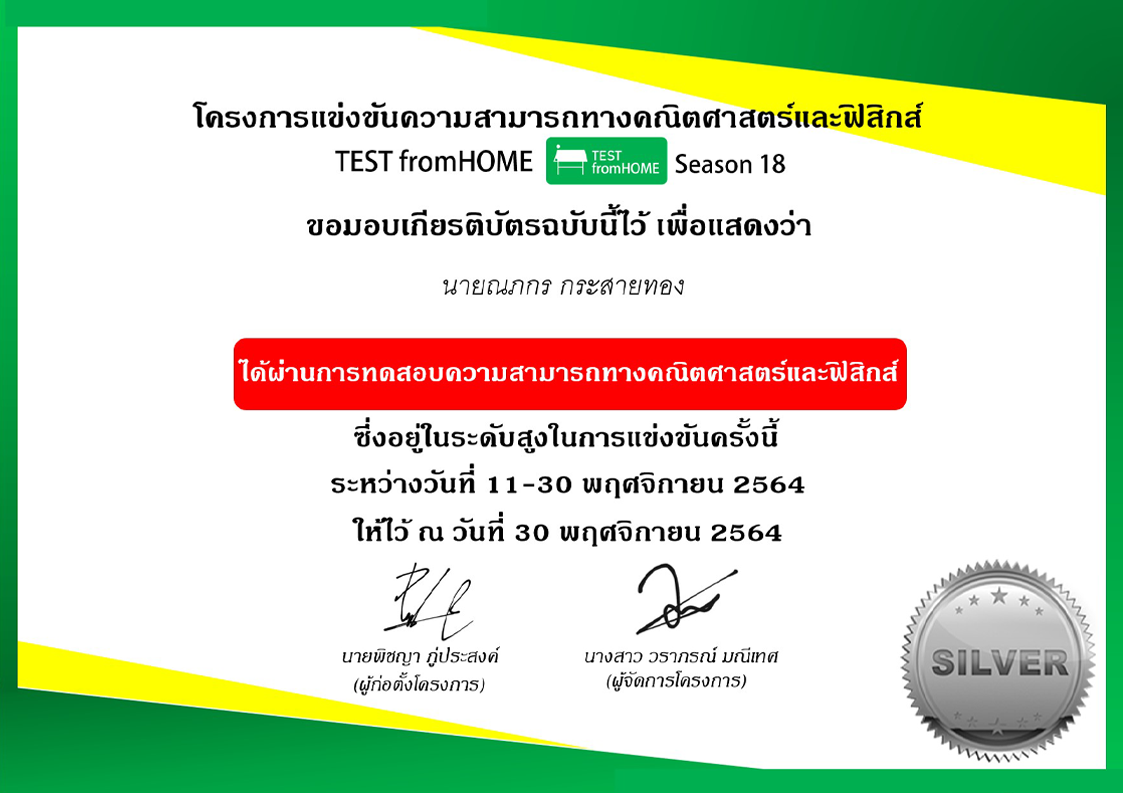 โครงการแข่งขันความสามารถทางคณิตศาสตร์และฟิสิกส์
TEST fromHOME TEST fromHOME Season 18
ขอมอบเกียรติบัตรฉบับนี้ไว้ เพื่อแสดงว่า
นายณภกร กระสายทอง
ได้ผ่านการทดสอบความสามารถทางคณิตศาสตร์และฟิสิกส์
ซึ่งอยู่ในระดับสูงในการแข่งขันครั้งนี้
ระหว่างวันที่ 11-30 พฤศจิกายน 2564
ให้ไว้ ณ วันที่ 30 พฤศจิกายน 2564
นายพิชญา ภู่ประสงค์ นางสาว วราภรณ์ มณีเทศ
(ผู้ก่อตั้งโครงการ) (ผู้จัดการโครงการ)
SILVER